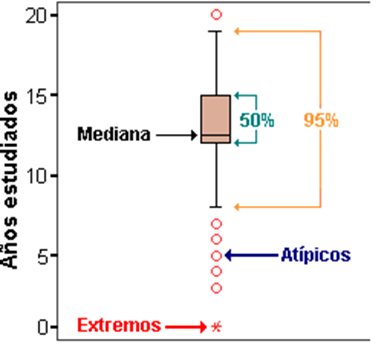 Años estudiados
20
15
10
5
0
Mediana
50%
95%
Atípicos
Extremos
*